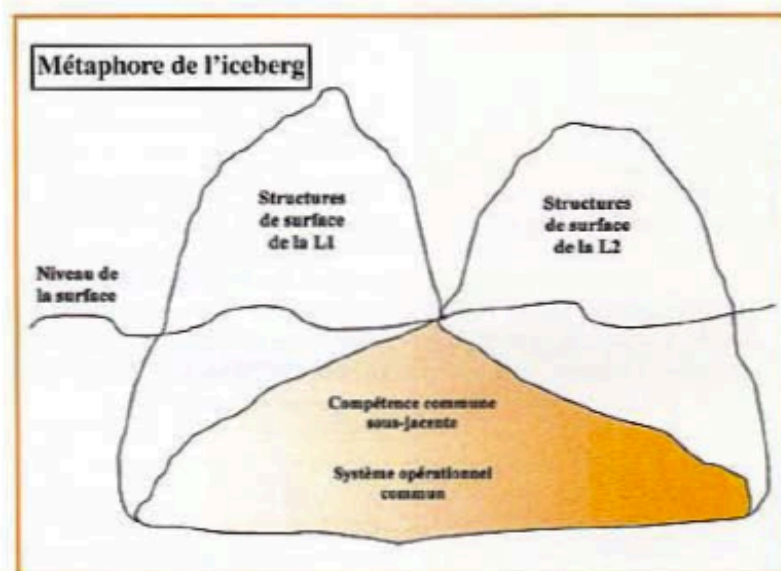 Métaphore de l'iceberg
Structures
de surface
de la L1
Structures
de surface
de la L2
Niveau de
la surface
Compétence commune
sous-jacente
Système opérationnel
commun